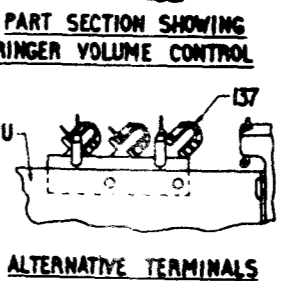 PART SECTION SHOWING
RINGER VOLUME CONTROL
137
U
ALTERNATIVE TERMINALS